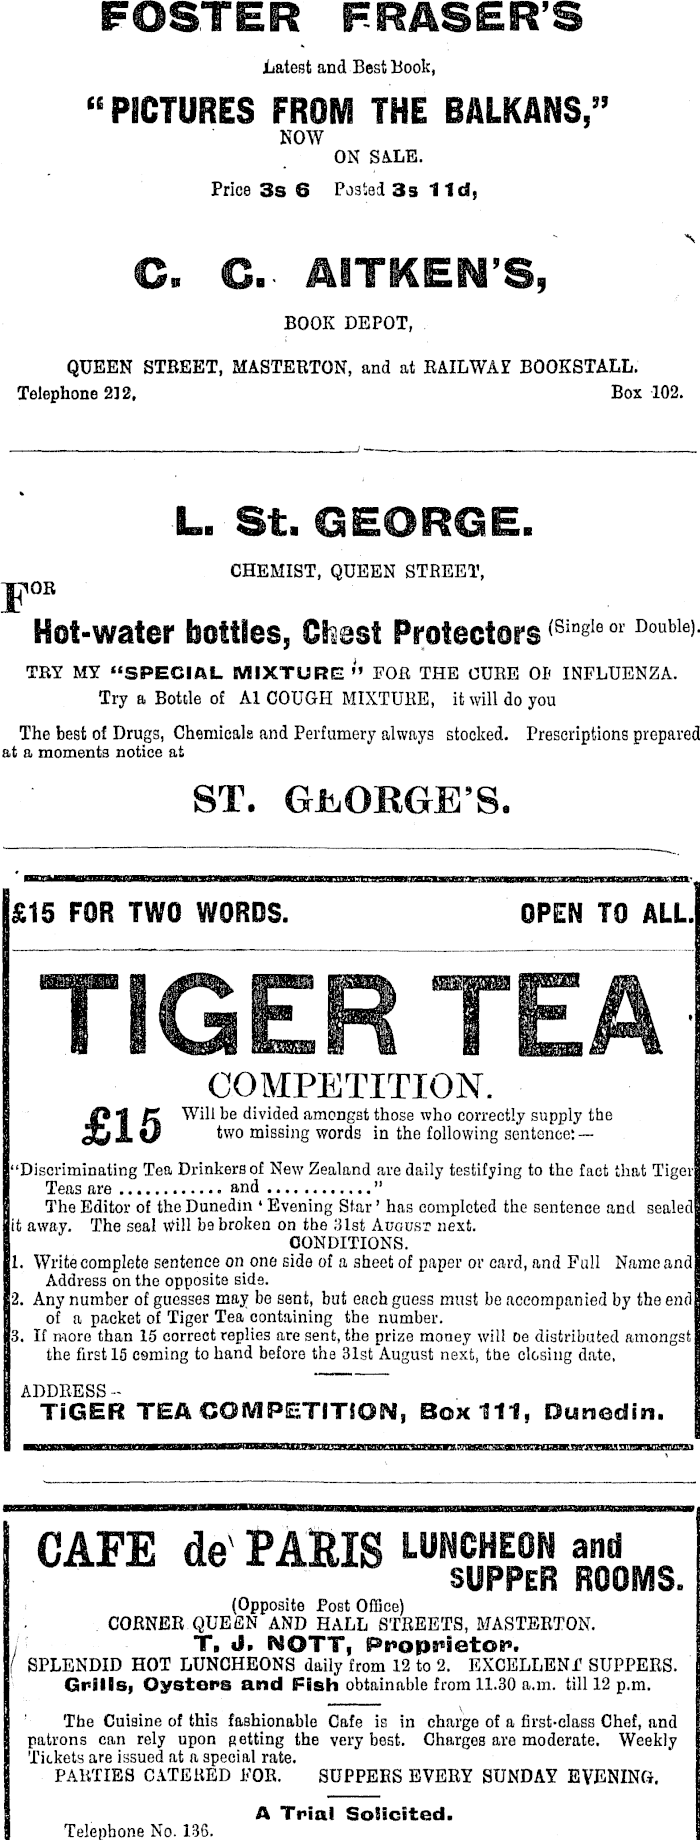 FOSTER FRASER'S
Latest and Best Book,
"PICTURES FROM THE BALKANS,"
NOW
ON SALE.
Price 3s 6 Posted 3s 11d,
C. C. AITKEN'S,
BOOK DEPOT,
QUEEN STREET, MASTERTON, and at RAILWAY BOOKSTALL.
Telephone 212, Box 102.
L. St. GEORGE.
CHEMIST, QUEEN STREET,
FOR
Hot-water bottles, Chest Protectors (Single or Double).
TRY MY "SPECIAL MIXTURE" FOR THE CURE OF INFLUENZA.
Try a Bottle of A1 COUGH MIXTURE, it will do you
The best of Drugs, Chemicals and Perfumery always stocked. Prescriptions prepared
at a moments notice at
ST. GEORGE'S.
£15 FOR TWO WORDS. OPEN TO ALL.
TIGER TEA
COMPETITION.
£15 Will be divided amongst those who correctly supply the
two missing words in the following sentence:—
"Discriminating Tea Drinkers of New Zealand are daily testifying to the fact that Tiger
Teas are ............ and ............"
The Editor of the Dunedin 'Evening Star' has completed the sentence and sealed
it away. The seal will be broken on the 31st AUGUST next.
CONDITIONS.
1. Write complete sentence on one side of a sheet of paper or card, and Full Name and
Address on the opposite side.
2. Any number of guesses may be sent, but each guess must be accompanied by the end
of a packet of Tiger Tea containing the number.
3. If more than 15 correct replies are sent, the prize money will be distributed amongst
the first 15 coming to hand before the 31st August next, the closing date.
ADDRESS—
TIGER TEA COMPETITION, Box 111, Dunedin.
CAFE de PARIS LUNCHEON and
SUPPER ROOMS.
(Opposite Post Office)
CORNER QUEEN AND HALL STREETS, MASTERTON.
T. J. NOTT, Proprietor.
SPLENDID HOT LUNCHEONS daily from 12 to 2. EXCELLENT SUPPERS.
Grills, Oysters and Fish obtainable from 11.30 a.m. till 12 p.m.
The Cuisine of this fashionable Cafe is in charge of a first-class Chef, and
patrons can rely upon getting the very best. Charges are moderate. Weekly
Tickets are issued at a special rate.
PARTIES CATERED FOR. SUPPERS EVERY SUNDAY EVENING.
A Trial Solicited.
Telephone No. 136.